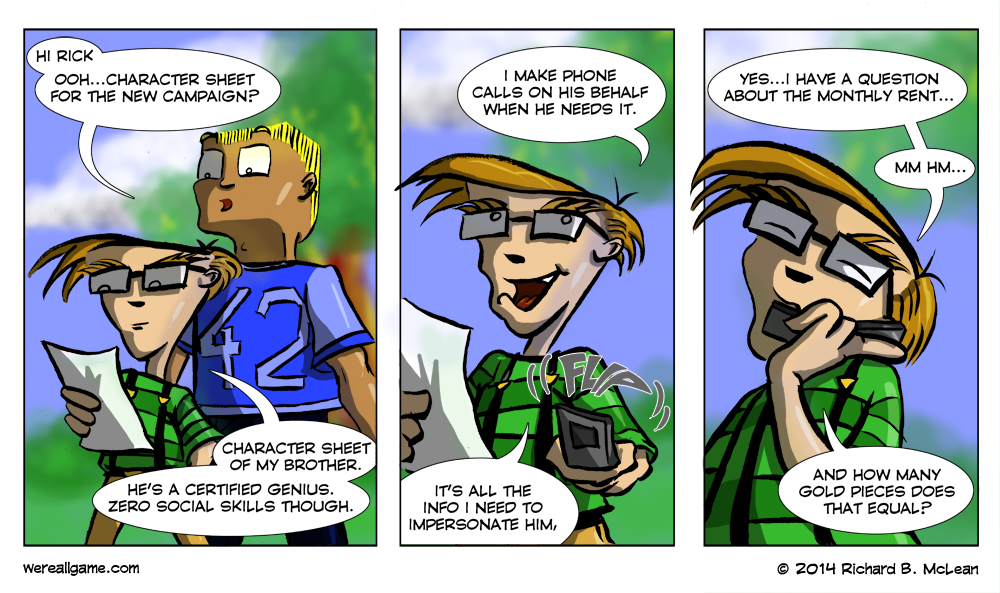 HI RICK
OOH...CHARACTER SHEET
FOR THE NEW CAMPAIGN?
CHARACTER SHEET
OF MY BROTHER.
HE'S A CERTIFIED GENIUS.
ZERO SOCIAL SKILLS THOUGH.
42
I MAKE PHONE
CALLS ON HIS BEHALF
WHEN HE NEEDS IT.
FLIP
IT'S ALL THE
INFO I NEED TO
IMPERSONATE HIM,
YES...I HAVE A QUESTION
ABOUT THE MONTHLY RENT...
MM HM...
AND HOW MANY
GOLD PIECES DOES
THAT EQUAL?
wereallgame.com
© 2014 Richard B. McLean